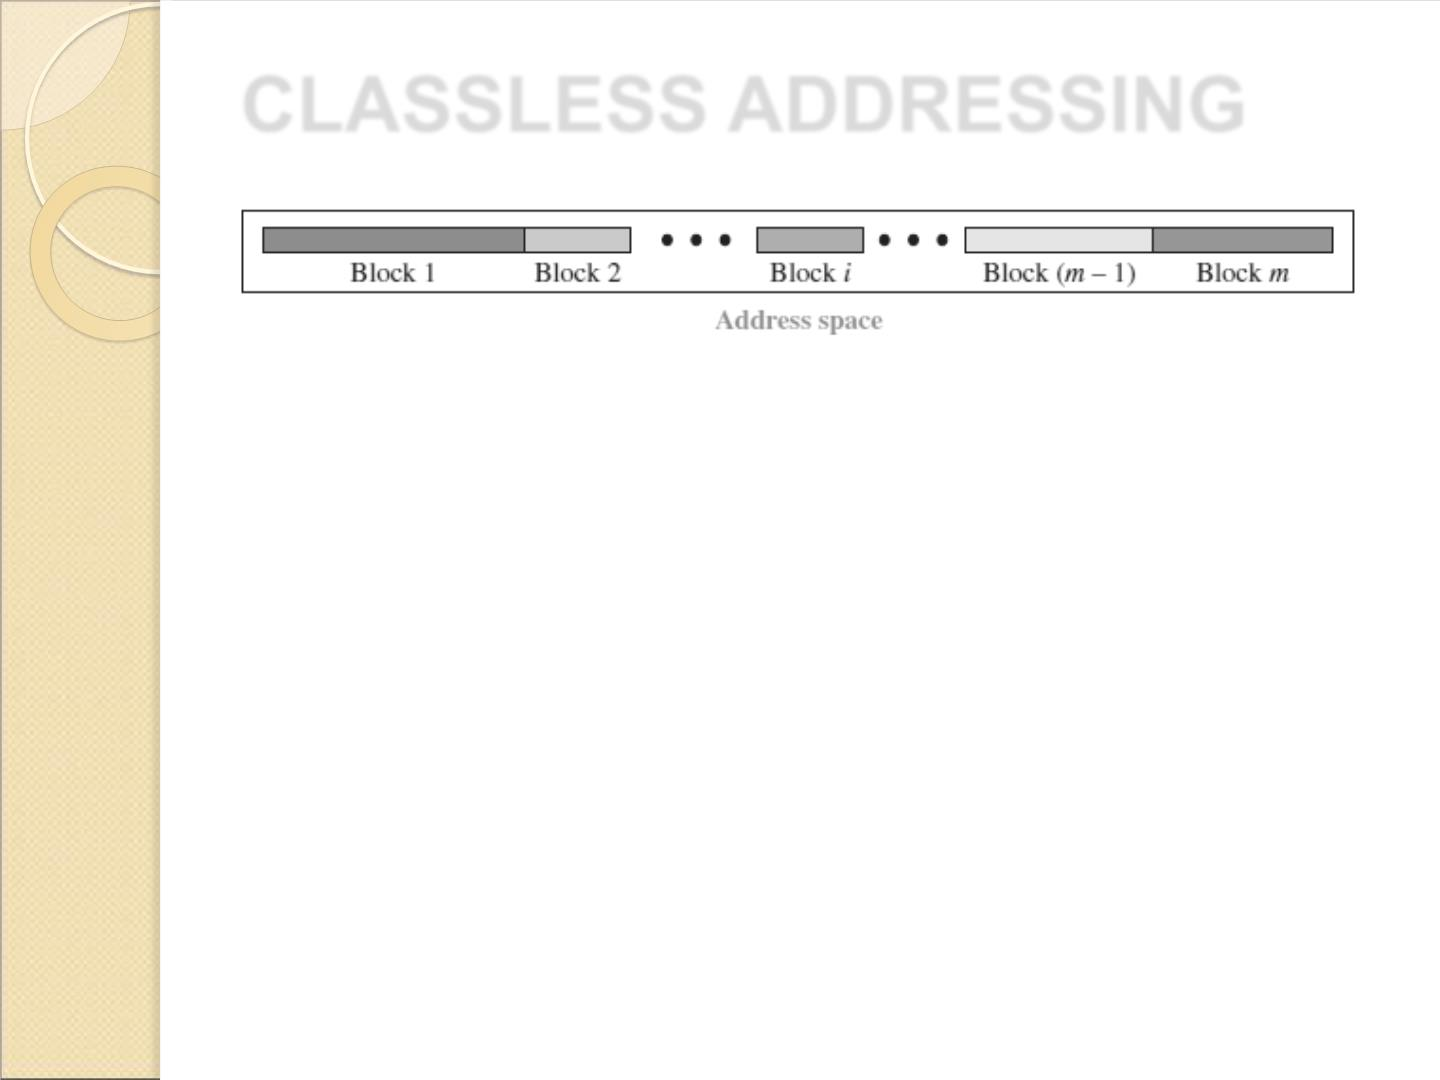 CLASSLESS ADDRESSING
Block 1 Block 2 Block i Block (m – 1) Block m
Address space